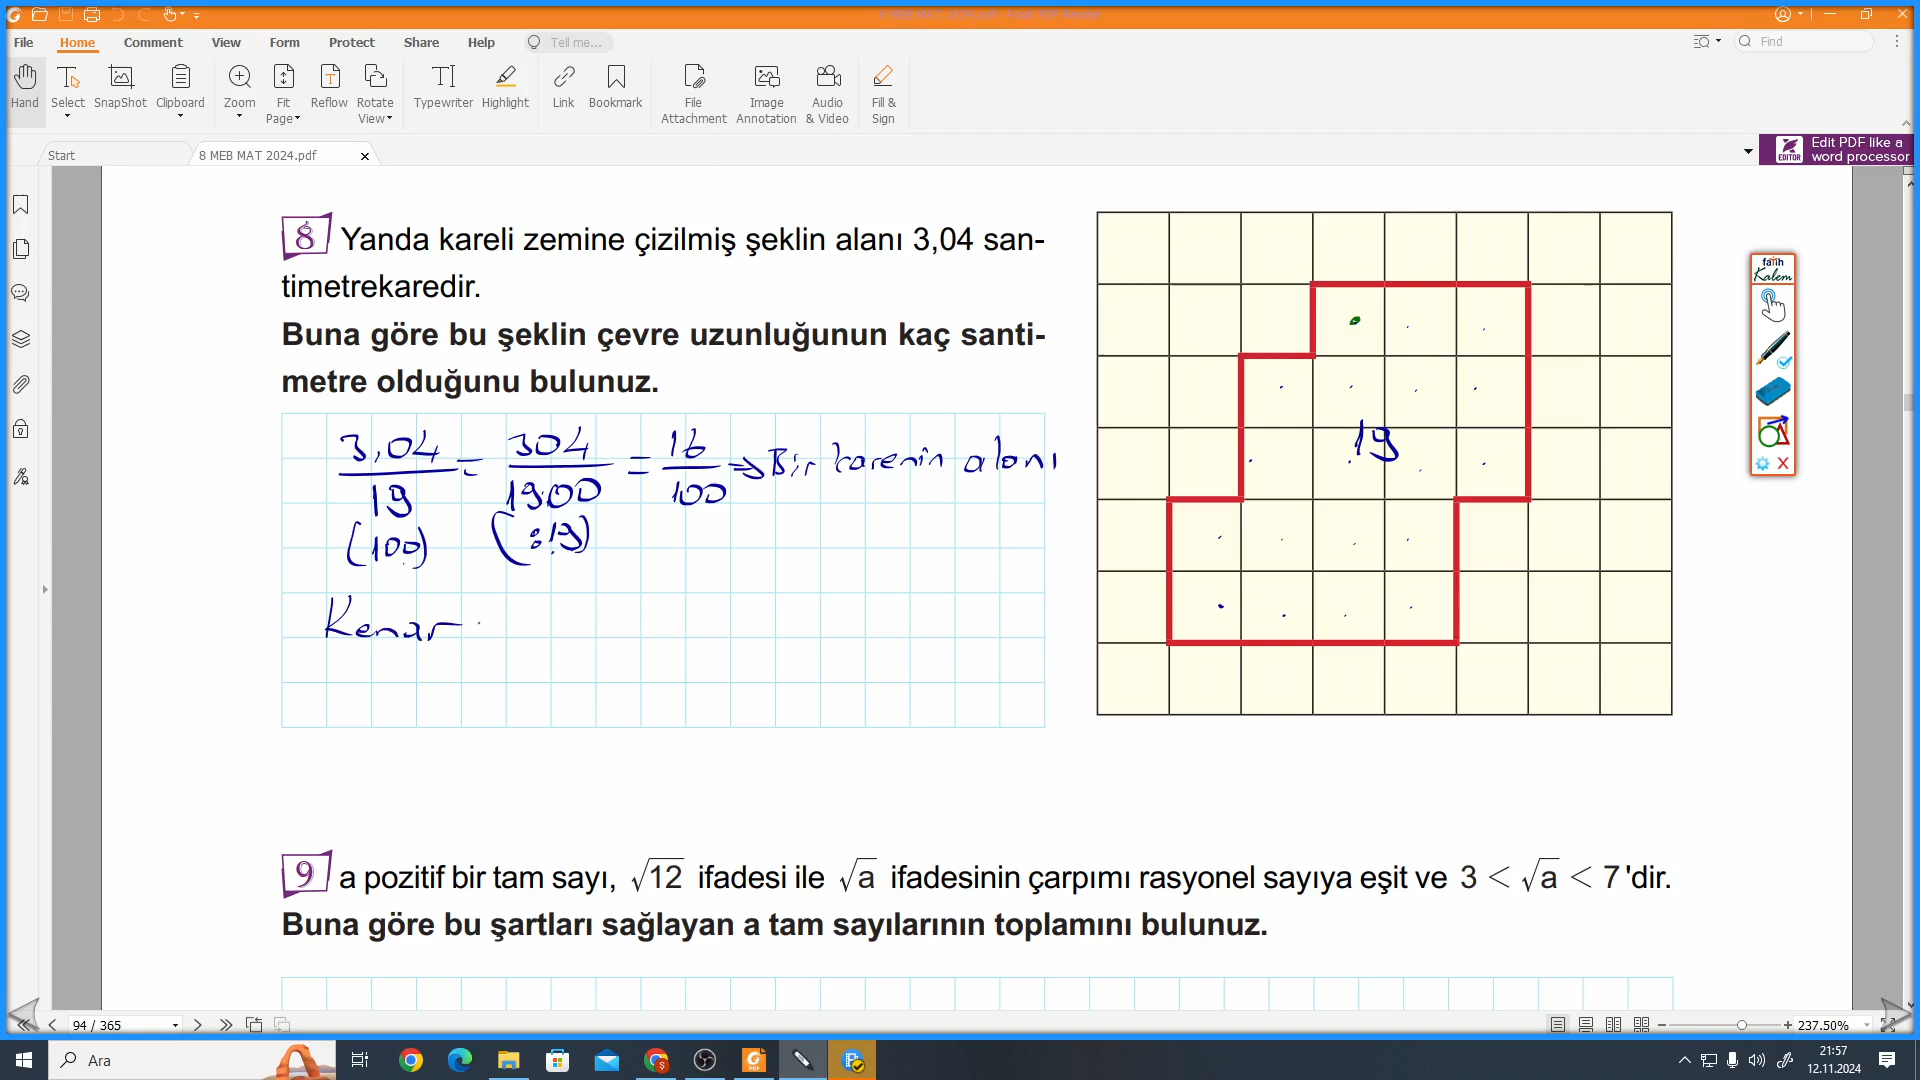 File Home Comment View Form Protect Share Help Tell me... Find
Hand Select SnapShot Clipboard Zoom Fit Page Reflow Rotate View Typewriter Highlight Link Bookmark File Attachment Image Annotation Audio & Video Fill & Sign
Start 8 MEB MAT 2024.pdf
EDITOR Edit PDF like a word processor
8 Yanda kareli zemine çizilmiş şeklin alanı 3,04 san-
timetrekaredir.
Buna göre bu şeklin çevre uzunluğunun kaç santi-
metre olduğunu bulunuz.
3,04/19 = 304/1900 = 16/100 ⇒ Bir karenin alanı
(100) (:19)
Kenar
19
fatih Kalem
9 a pozitif bir tam sayı, √12 ifadesi ile √a ifadesinin çarpımı rasyonel sayıya eşit ve 3 < √a < 7'dir.
Buna göre bu şartları sağlayan a tam sayılarının toplamını bulunuz.
94 / 365
237.50%
Ara
21:57
12.11.2024